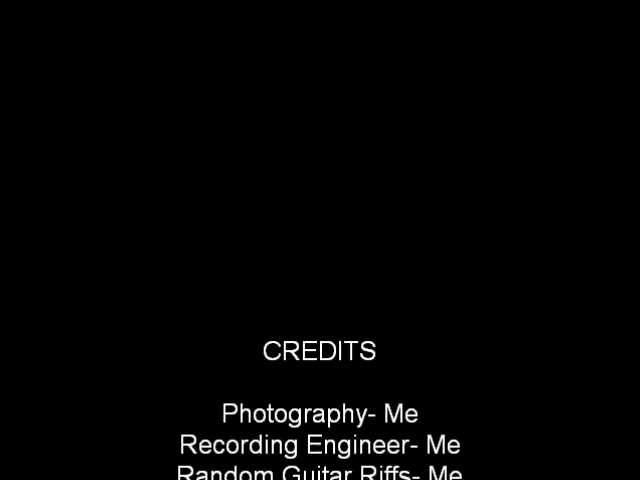 CREDITS
Photography- Me
Recording Engineer- Me
Random Guitar Riffs- Me